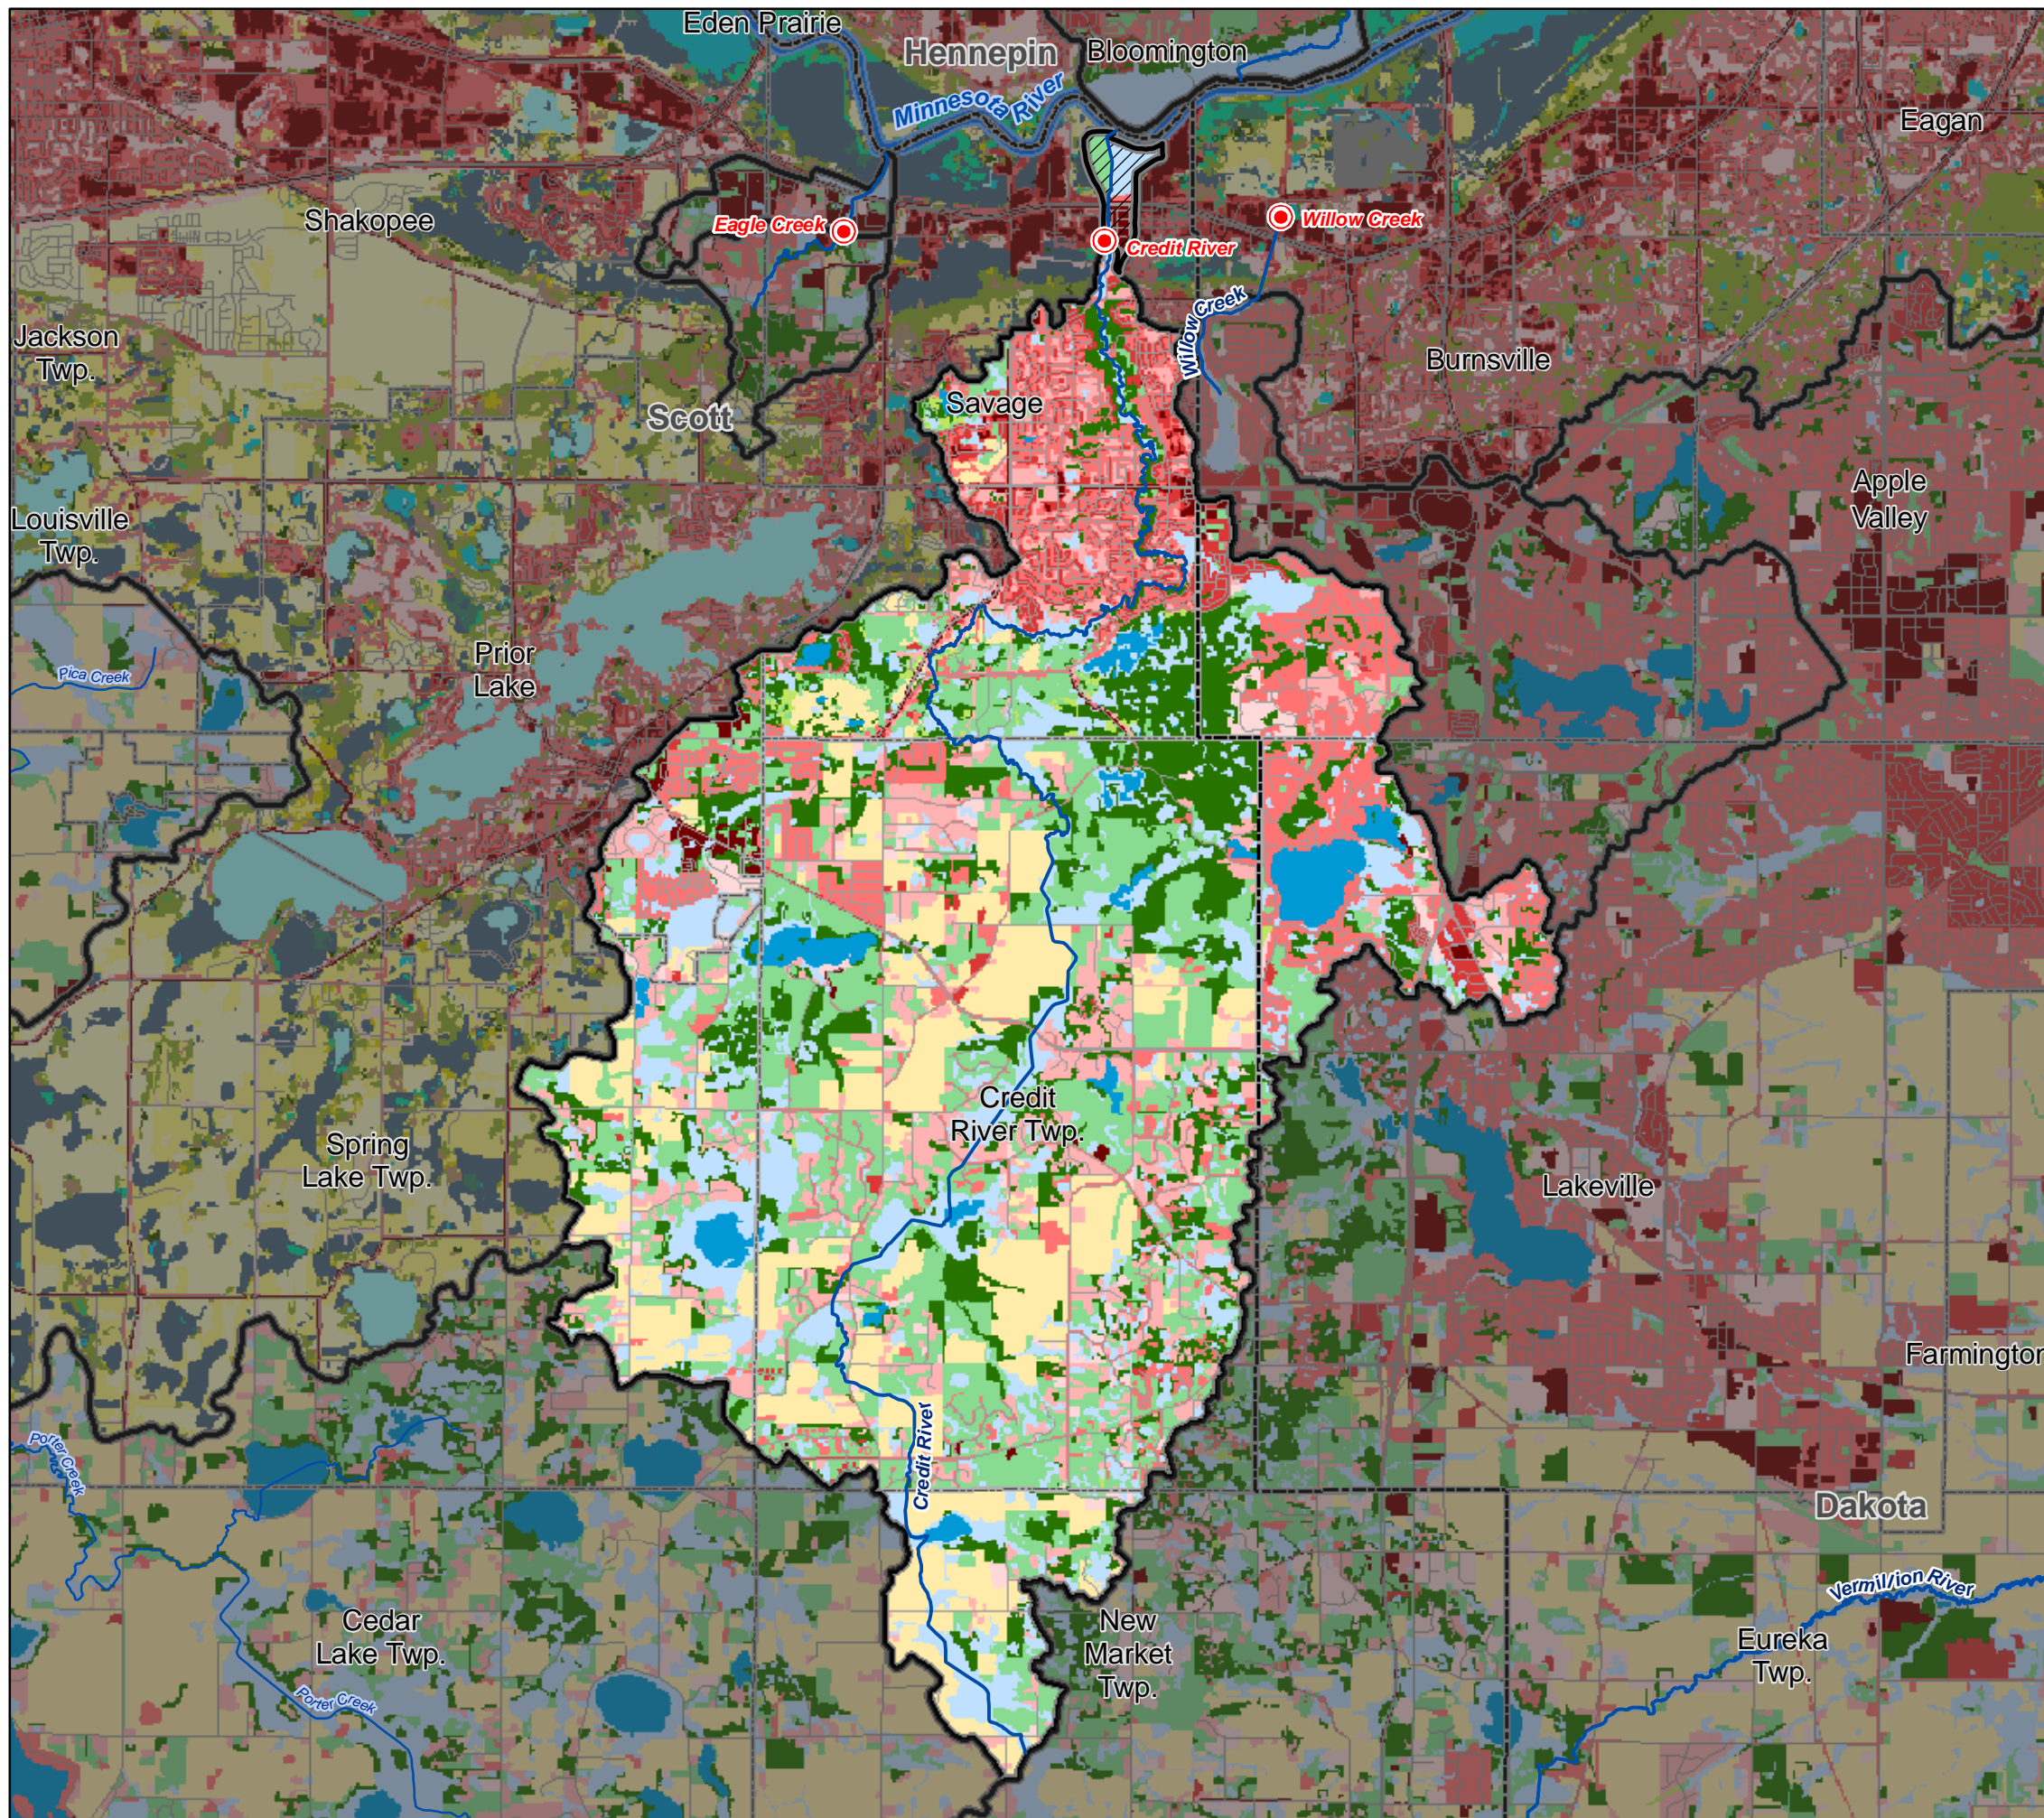 Eden Prairie
Hennepin
Bloomington
Minnesota River
Eagan
Shakopee
Eagle Creek
Willow Creek
Credit River
Willow Creek
Jackson
Twp.
Burnsville
Scott
Savage
Apple
Valley
Louisville
Twp.
Prior
Lake
Pica Creek
Credit
River Twp.
Spring
Lake Twp.
Lakeville
Farmington
Credit River
Porter Creek
Dakota
Vermillion River
Cedar
Lake Twp.
New
Market
Twp.
Eureka
Twp.
Porter Creek